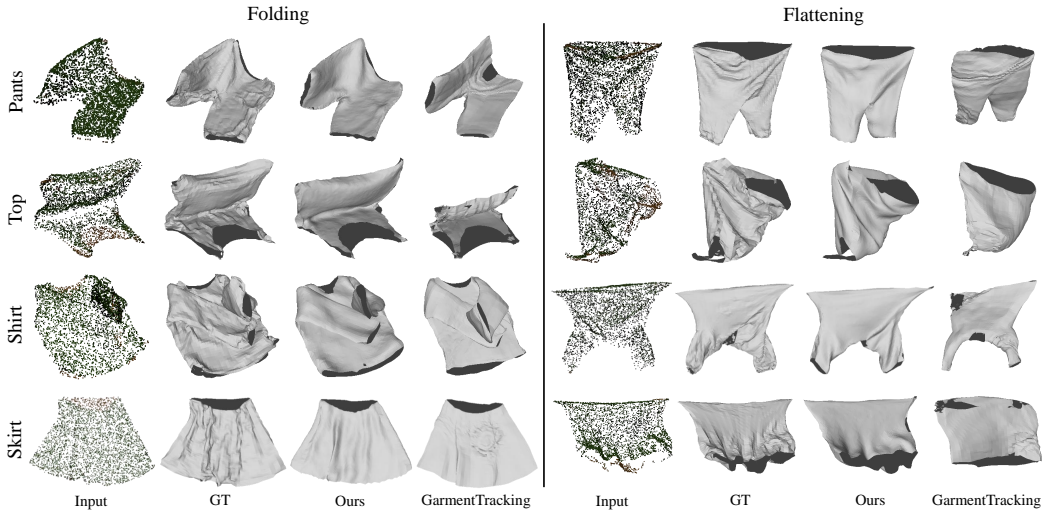 Folding
Flattening
Pants
Top
Shirt
Skirt
Input
GT
Ours
GarmentTracking
Input
GT
Ours
GarmentTracking